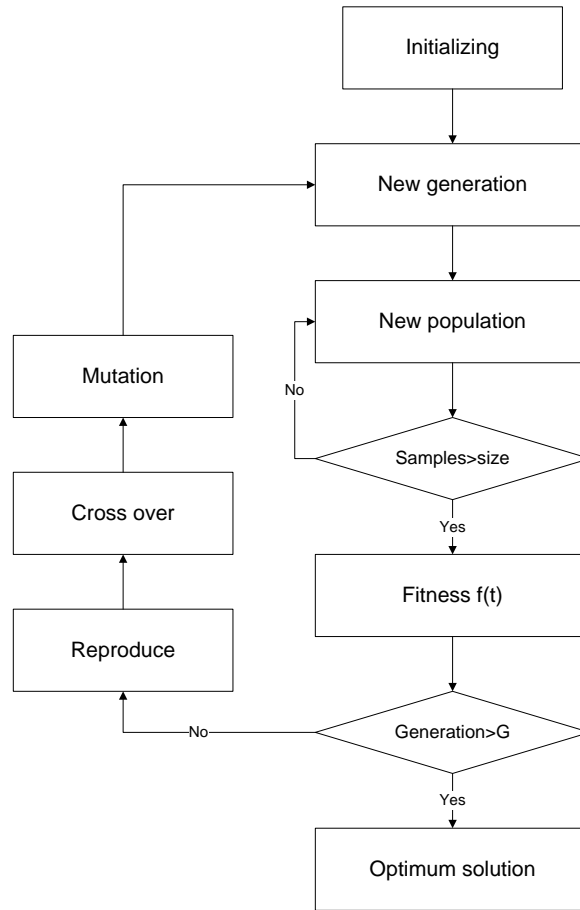 Initializing
New generation
New population
Mutation
No
Samples>size
Cross over
Yes
Fitness f(t)
Reproduce
No
Generation>G
Yes
Optimum solution